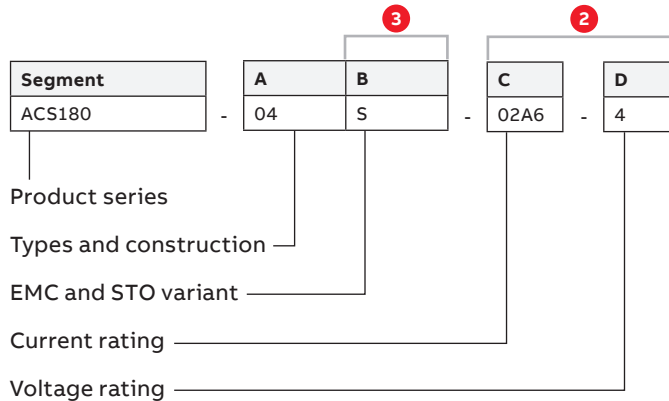 3 2
Segment A B C D
ACS180 - 04 S - 02A6 - 4
Product series
Types and construction
EMC and STO variant
Current rating
Voltage rating